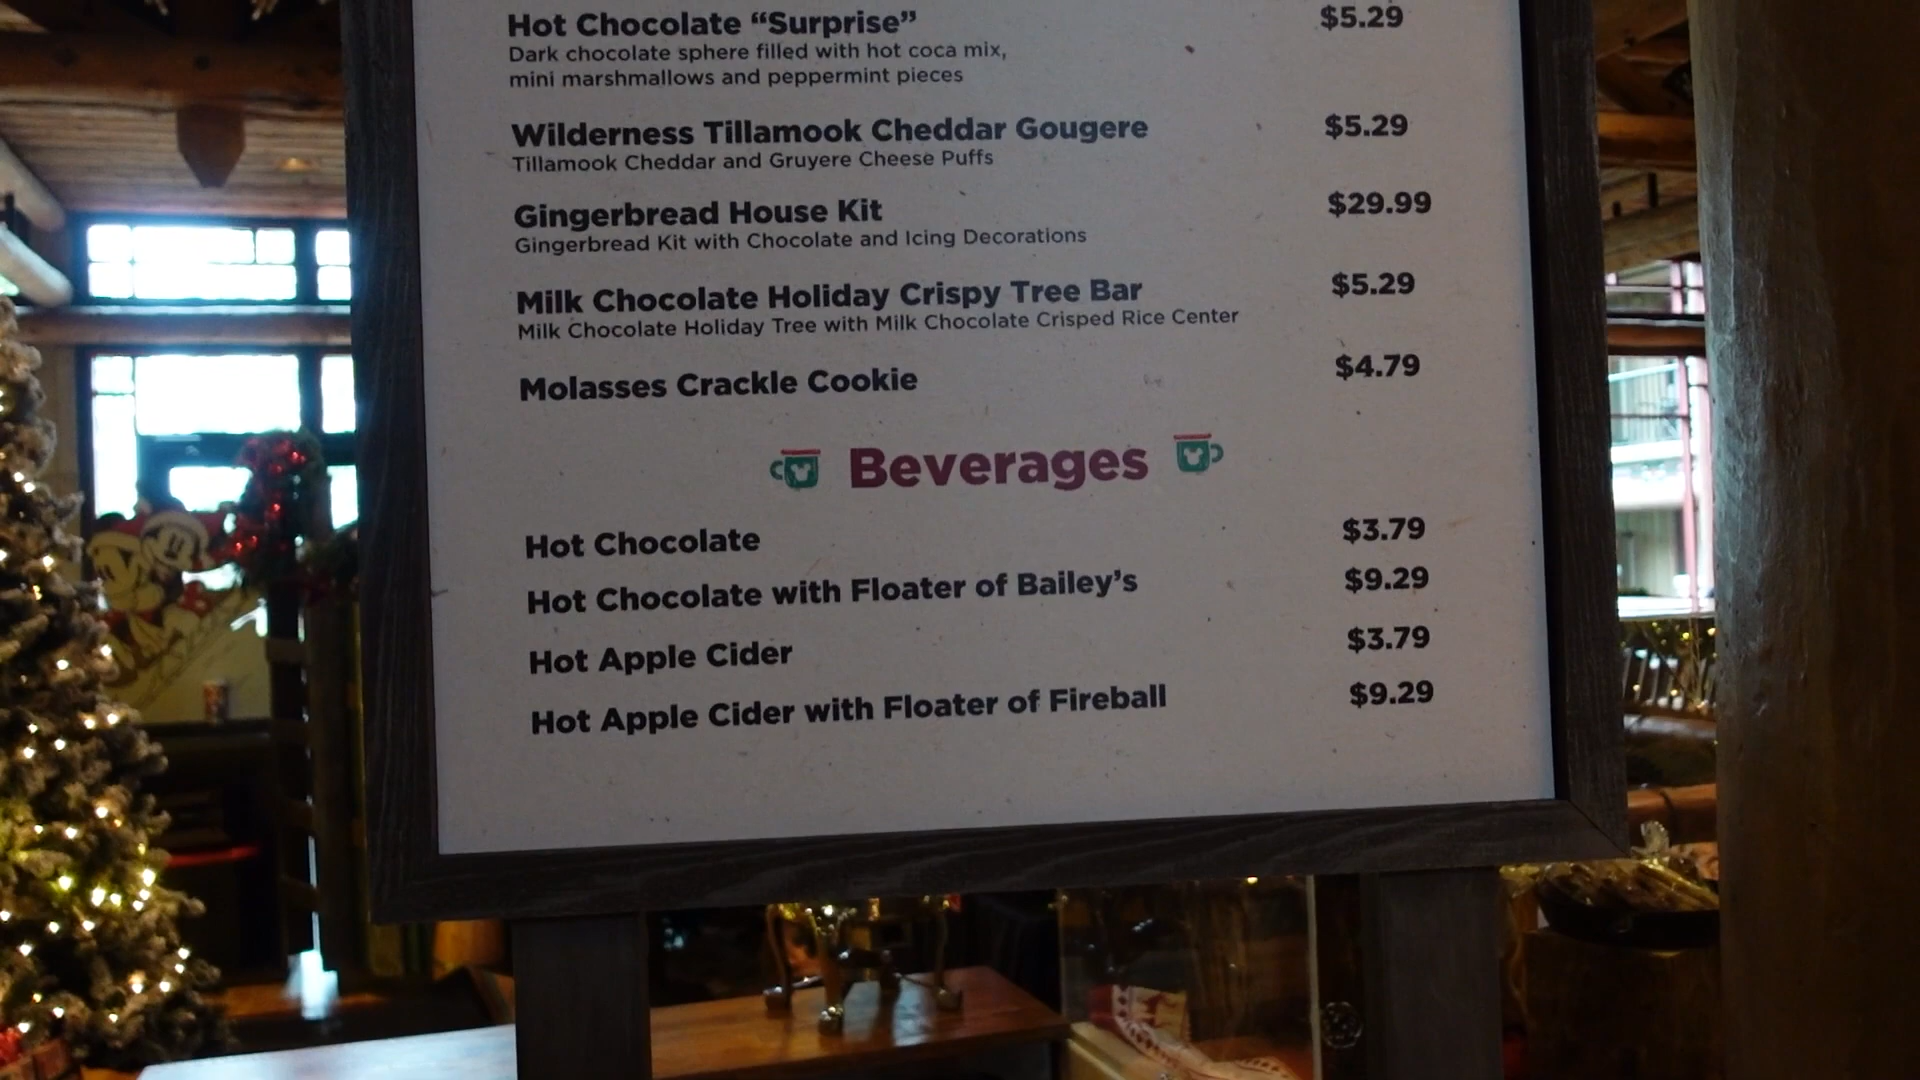 Hot Chocolate “Surprise” $5.29
Dark chocolate sphere filled with hot coca mix,
mini marshmallows and peppermint pieces
Wilderness Tillamook Cheddar Gougere $5.29
Tillamook Cheddar and Gruyere Cheese Puffs
Gingerbread House Kit $29.99
Gingerbread Kit with Chocolate and Icing Decorations
Milk Chocolate Holiday Crispy Tree Bar $5.29
Milk Chocolate Holiday Tree with Milk Chocolate Crisped Rice Center
Molasses Crackle Cookie $4.79
Beverages
Hot Chocolate $3.79
Hot Chocolate with Floater of Bailey’s $9.29
Hot Apple Cider $3.79
Hot Apple Cider with Floater of Fireball $9.29